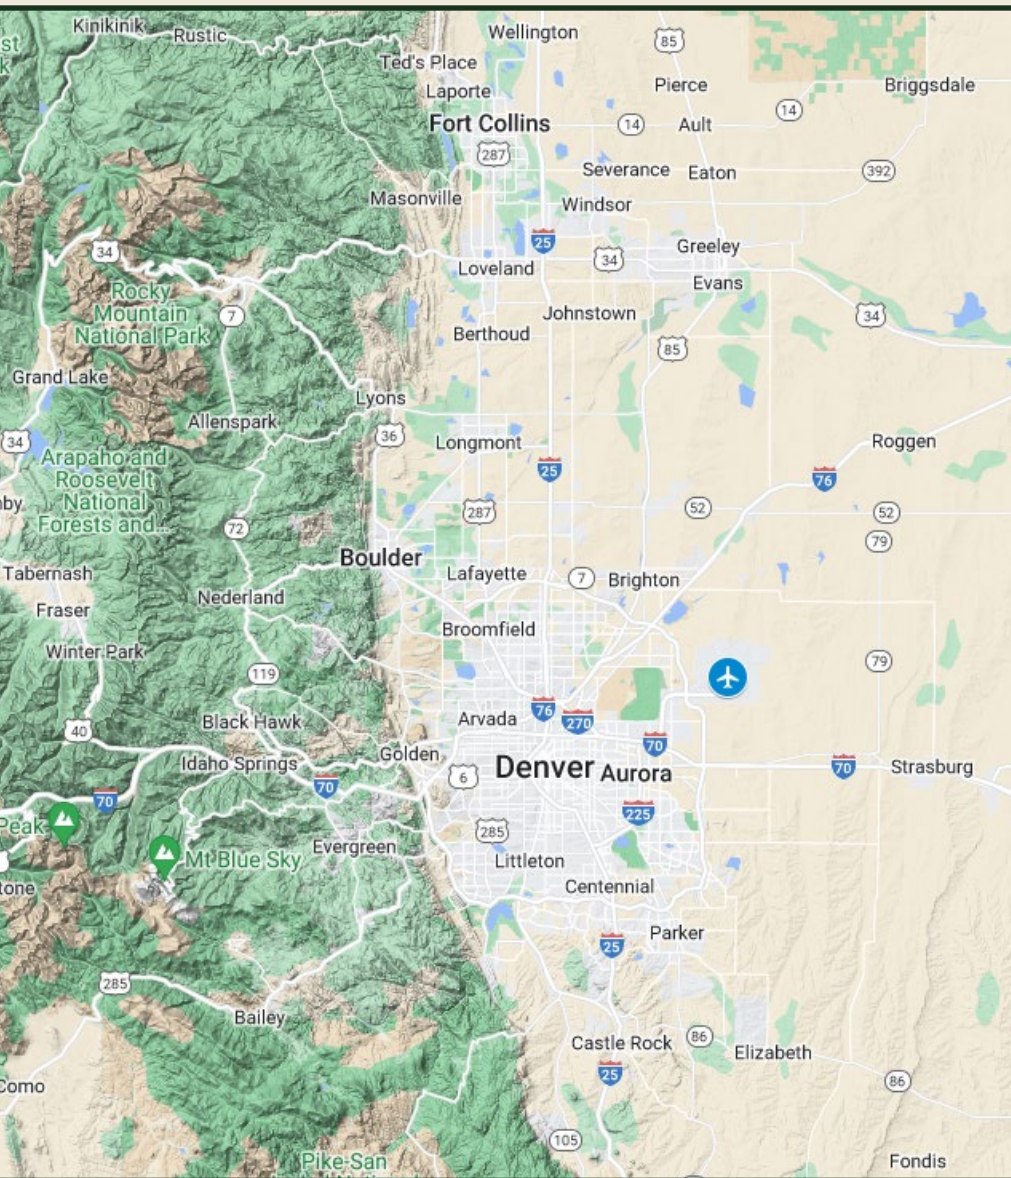 Kinikinik
Rustic
Wellington
85
st
k
Ted's Place
Laporte
Pierce
Briggsdale
14
Fort Collins
14
Ault
287
Severance
Eaton
392
Masonville
Windsor
34
25
Greeley
34
Loveland
Evans
Rocky
Mountain
National Park
7
Johnstown
34
Berthoud
85
Grand Lake
Lyons
Allenspark
36
34
Longmont
Roggen
Arapaho and
Roosevelt
National
Forests and...
25
76
by
287
52
52
72
79
Boulder
Tabernash
Lafayette
7
Brighton
Fraser
Nederland
Broomfield
Winter Park
79
119
76
Black Hawk
Arvada
270
40
70
Golden
Idaho Springs
6
Denver
Aurora
70
Strasburg
70
70
225
Peak
285
Evergreen
Mt Blue Sky
Littleton
tone
Centennial
Parker
25
285
Bailey
Castle Rock
86
Elizabeth
25
86
Como
105
Pike-San
Fondis